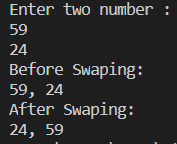 Enter two number :
59
24
Before Swaping:
59, 24
After Swaping:
24, 59